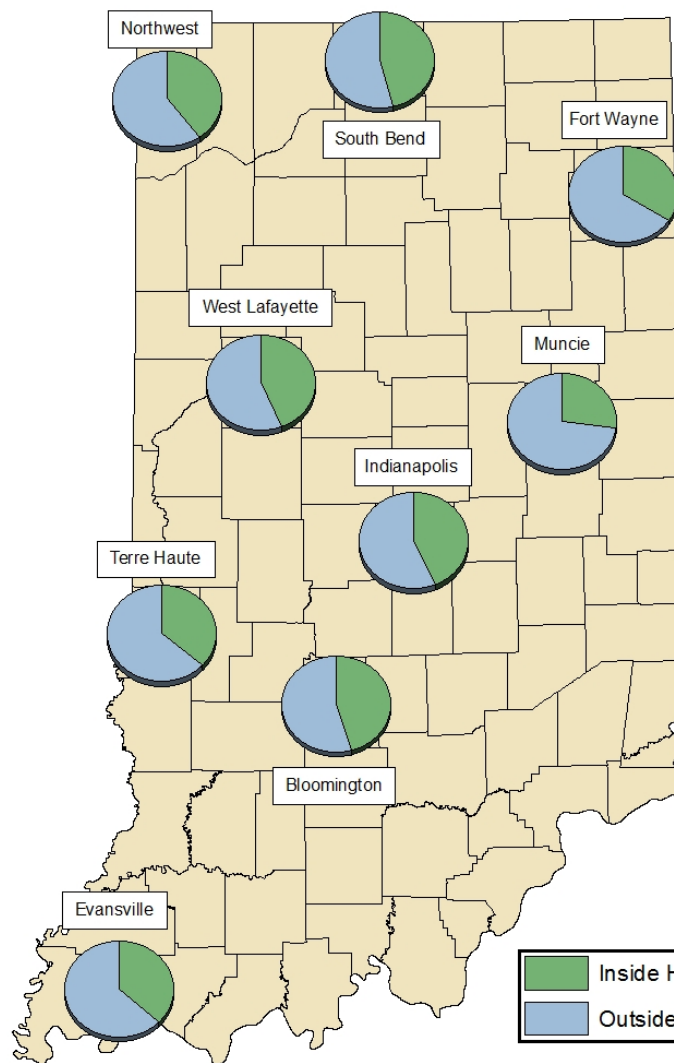 Northwest
South Bend
Fort Wayne
West Lafayette
Muncie
Indianapolis
Terre Haute
Bloomington
Evansville
Inside
Outside